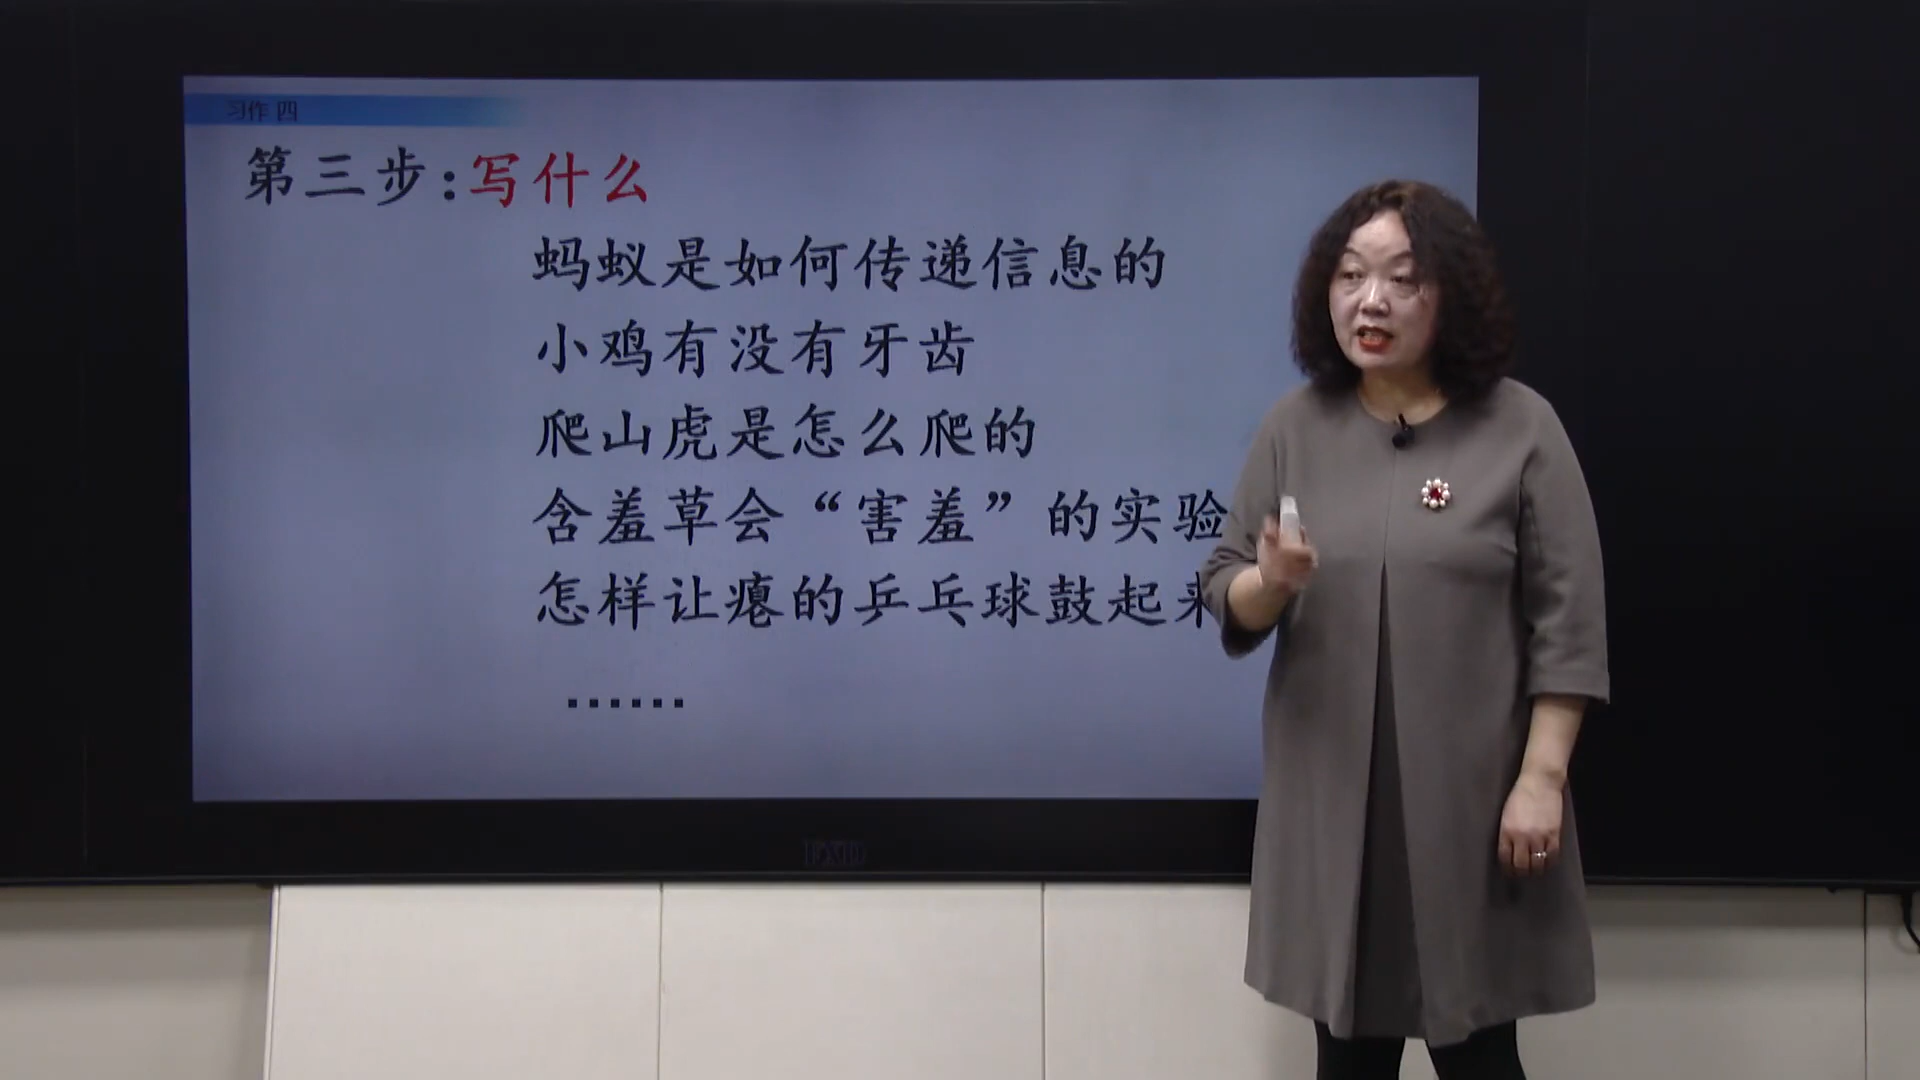 习作 四
第三步:写什么
蚂蚁是如何传递信息的
小鸡有没有牙齿
爬山虎是怎么爬的
含羞草会“害羞”的实验
怎样让瘪的乒乓球鼓起来
......